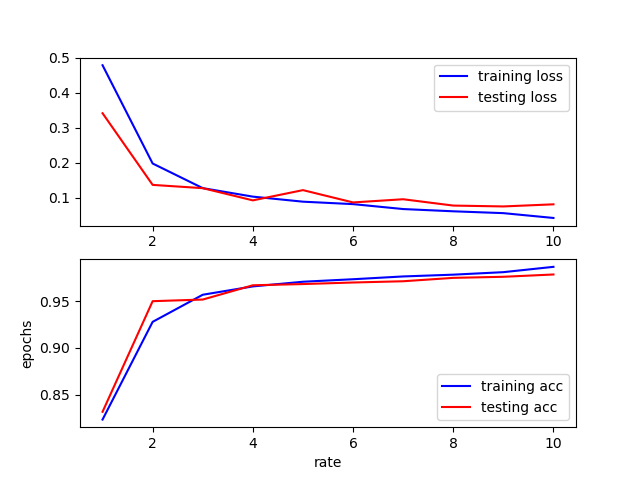 0.5
0.4
0.3
0.2
0.1
training loss
testing loss
2 4 6 8 10
epochs
0.95
0.90
0.85
training acc
testing acc
2 4 6 8 10
rate